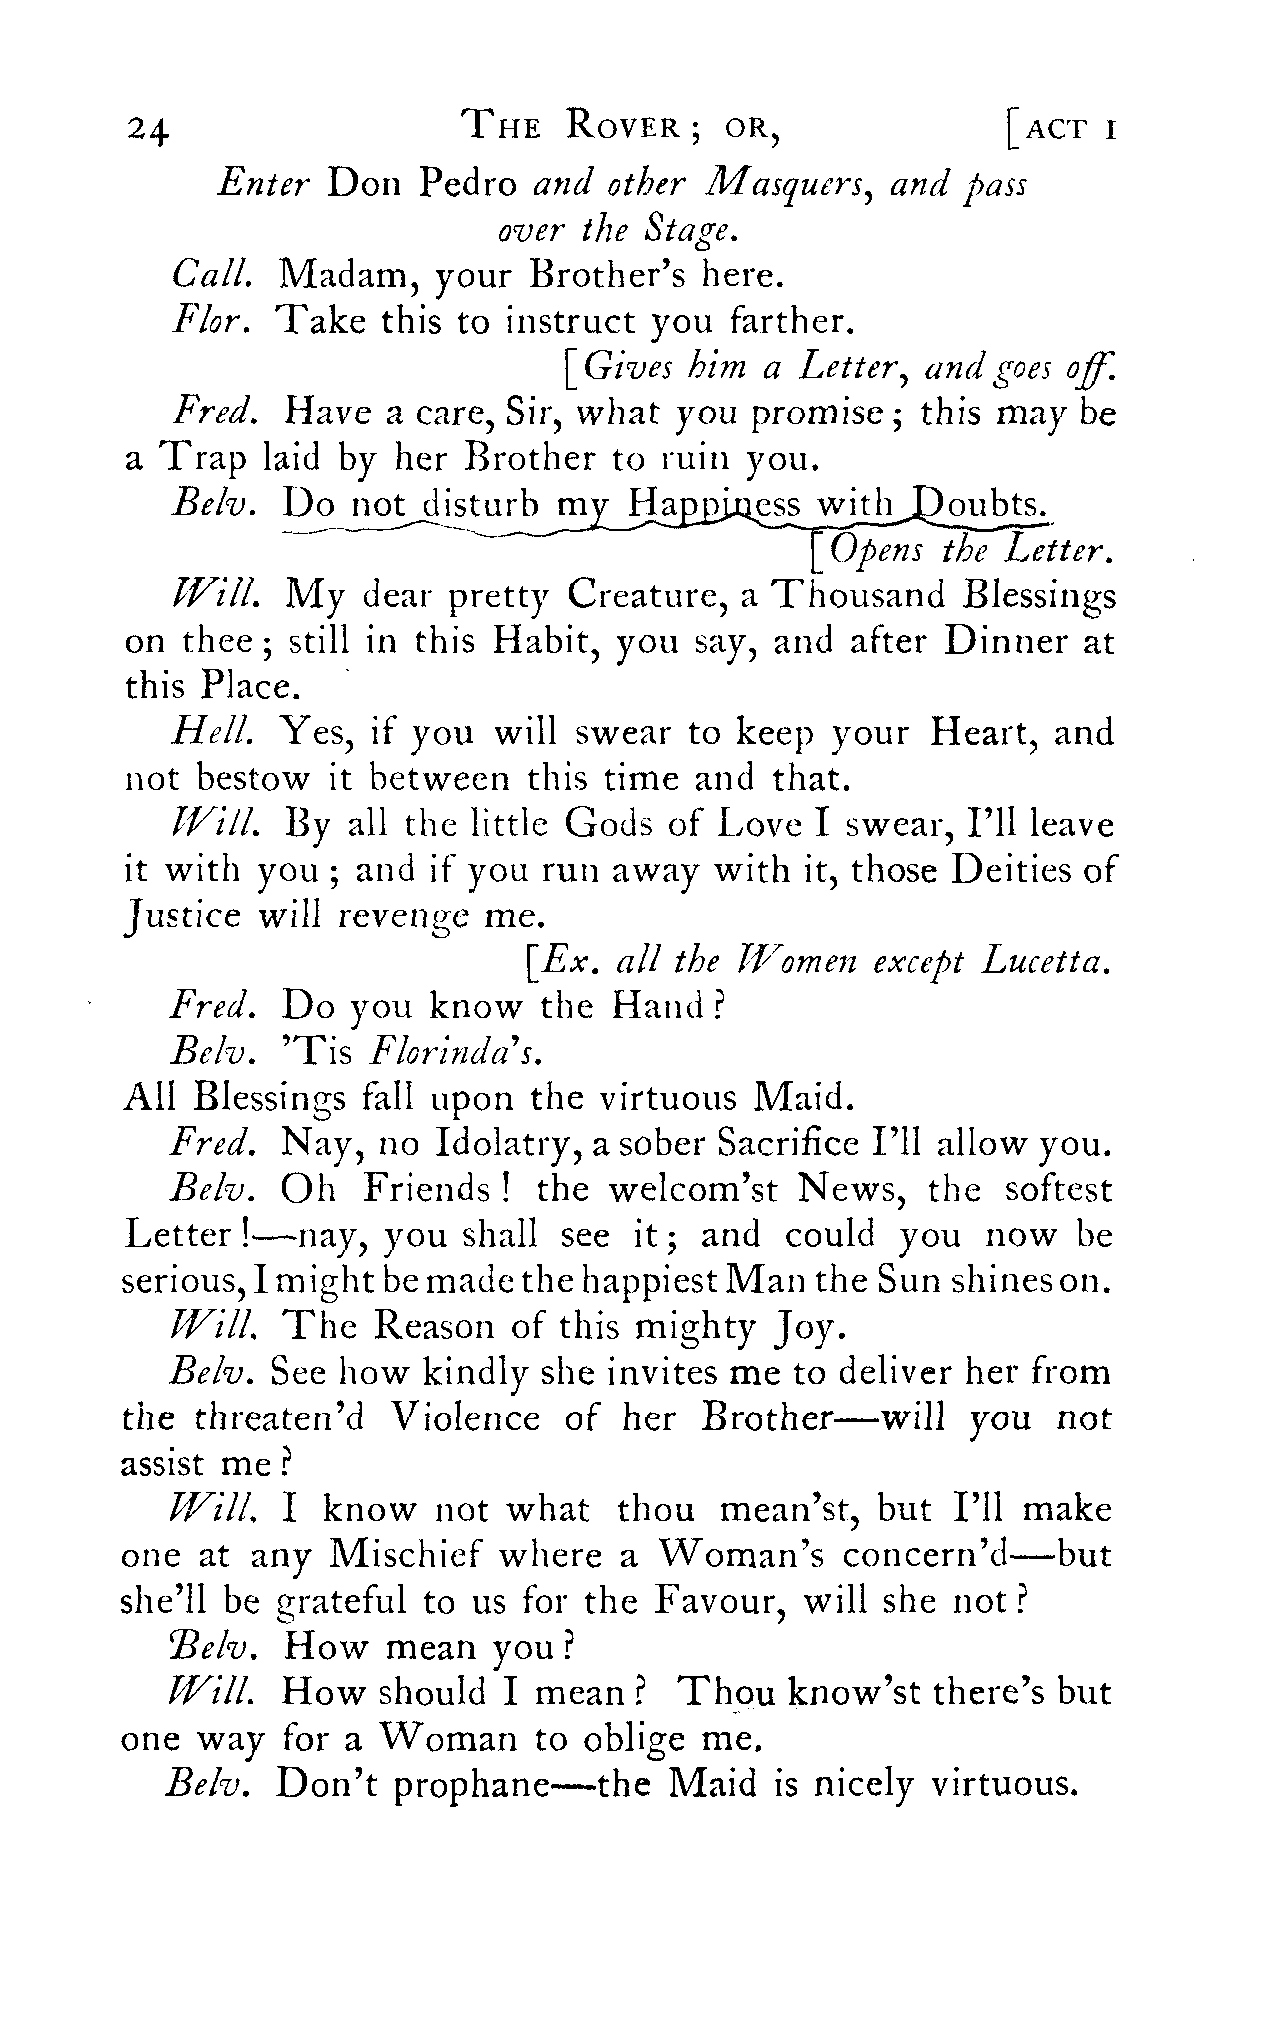 24 THE ROVER; OR, [ACT I
Enter Don Pedro and other Masquers, and pass
over the Stage.
Call. Madam, your Brother's here.
Flor. Take this to instruct you farther.
[Gives him a Letter, and goes off.
Fred. Have a care, Sir, what you promise; this may be
a Trap laid by her Brother to ruin you.
Belv. Do not disturb my Happiness with Doubts.
[Opens the Letter.
Will. My dear pretty Creature, a Thousand Blessings
on thee; still in this Habit, you say, and after Dinner at
this Place.
Hell. Yes, if you will swear to keep your Heart, and
not bestow it between this time and that.
Will. By all the little Gods of Love I swear, I'll leave
it with you; and if you run away with it, those Deities of
Justice will revenge me.
[Ex. all the Women except Lucetta.
Fred. Do you know the Hand?
Belv. 'Tis Florinda's.
All Blessings fall upon the virtuous Maid.
Fred. Nay, no Idolatry, a sober Sacrifice I'll allow you.
Belv. Oh Friends! the welcom'st News, the softest
Letter!—nay, you shall see it; and could you now be
serious, I might be made the happiest Man the Sun shines on.
Will. The Reason of this mighty Joy.
Belv. See how kindly she invites me to deliver her from
the threaten'd Violence of her Brother—will you not
assist me?
Will. I know not what thou mean'st, but I'll make
one at any Mischief where a Woman's concern'd—but
she'll be grateful to us for the Favour, will she not?
Belv. How mean you?
Will. How should I mean? Thou know'st there's but
one way for a Woman to oblige me.
Belv. Don't prophane—the Maid is nicely virtuous.